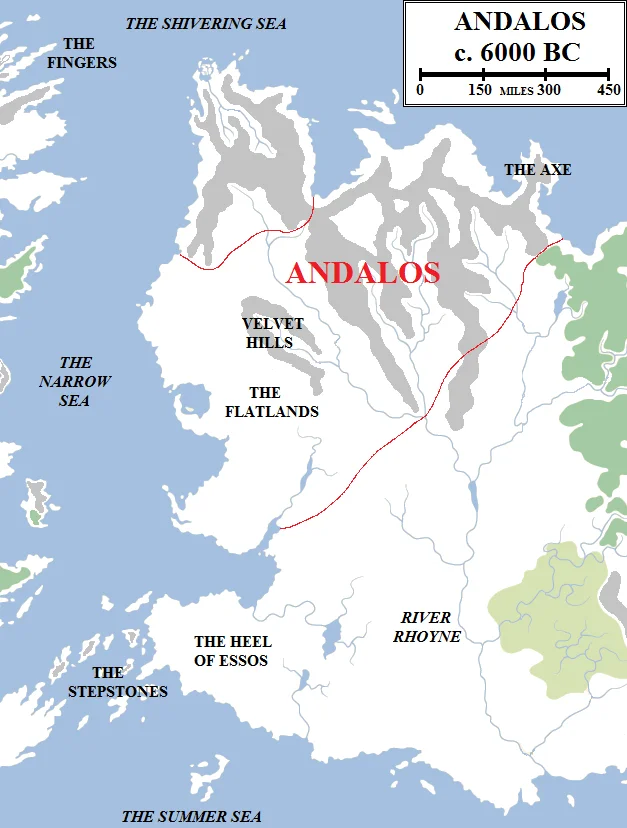 THE SHIVERING SEA
THE
FINGERS
ANDALOS
c. 6000 BC
0 150 MILES 300 450
THE AXE
ANDALOS
VELVET
HILLS
THE
NARROW
SEA
THE
FLATLANDS
RIVER
RHOYNE
THE HEEL
OF ESSOS
THE
STEPSTONES
THE SUMMER SEA